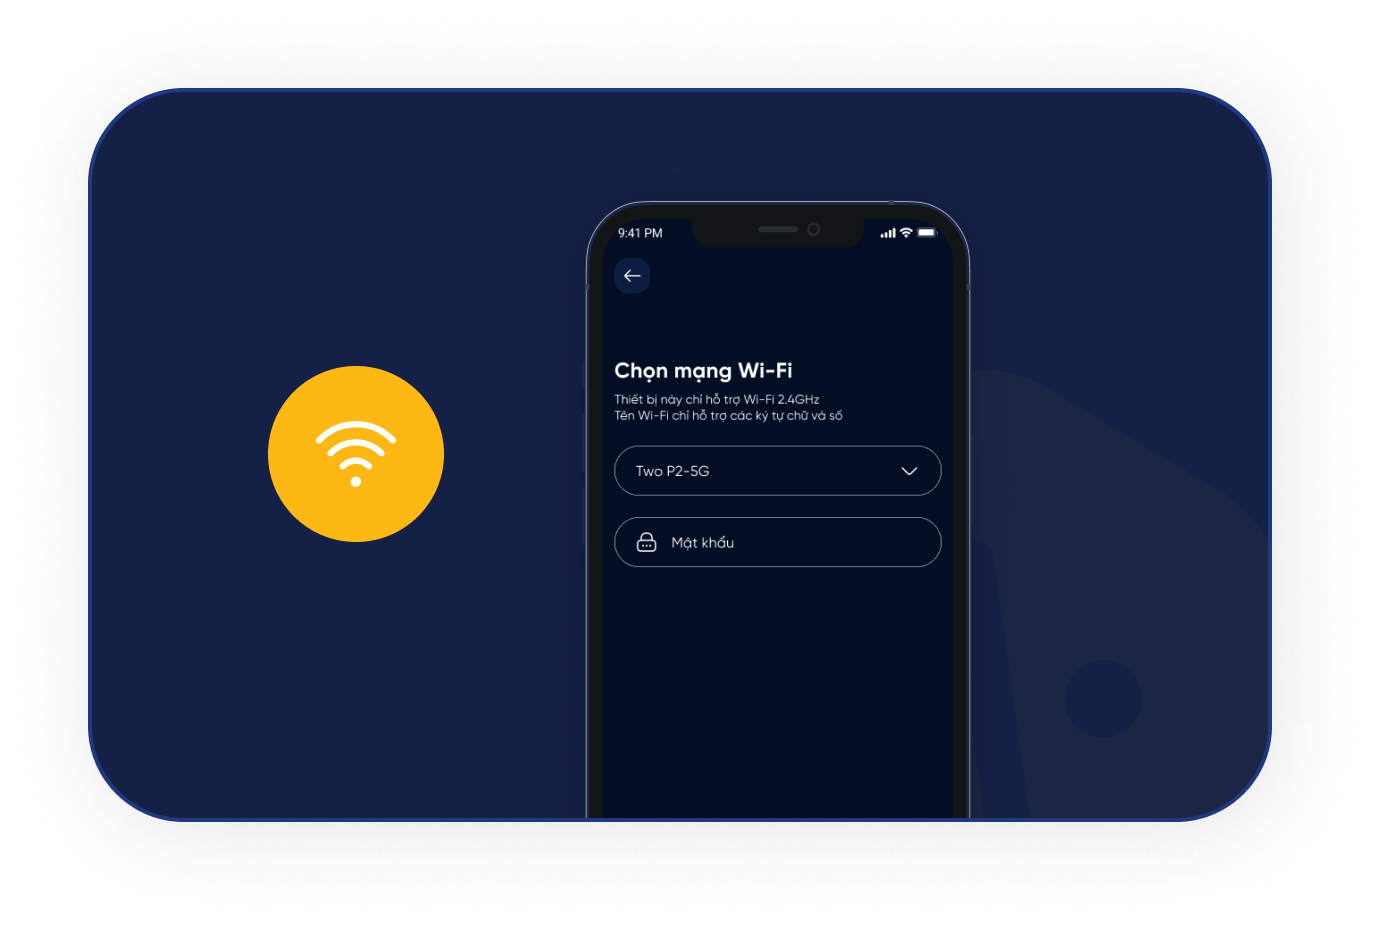 9:41 PM
Chọn mạng Wi-Fi
Thiết bị này chỉ hỗ trợ Wi-Fi 2.4GHz
Tên Wi-Fi chỉ hỗ trợ các ký tự chữ và số
Two P2-5G
Mật khẩu